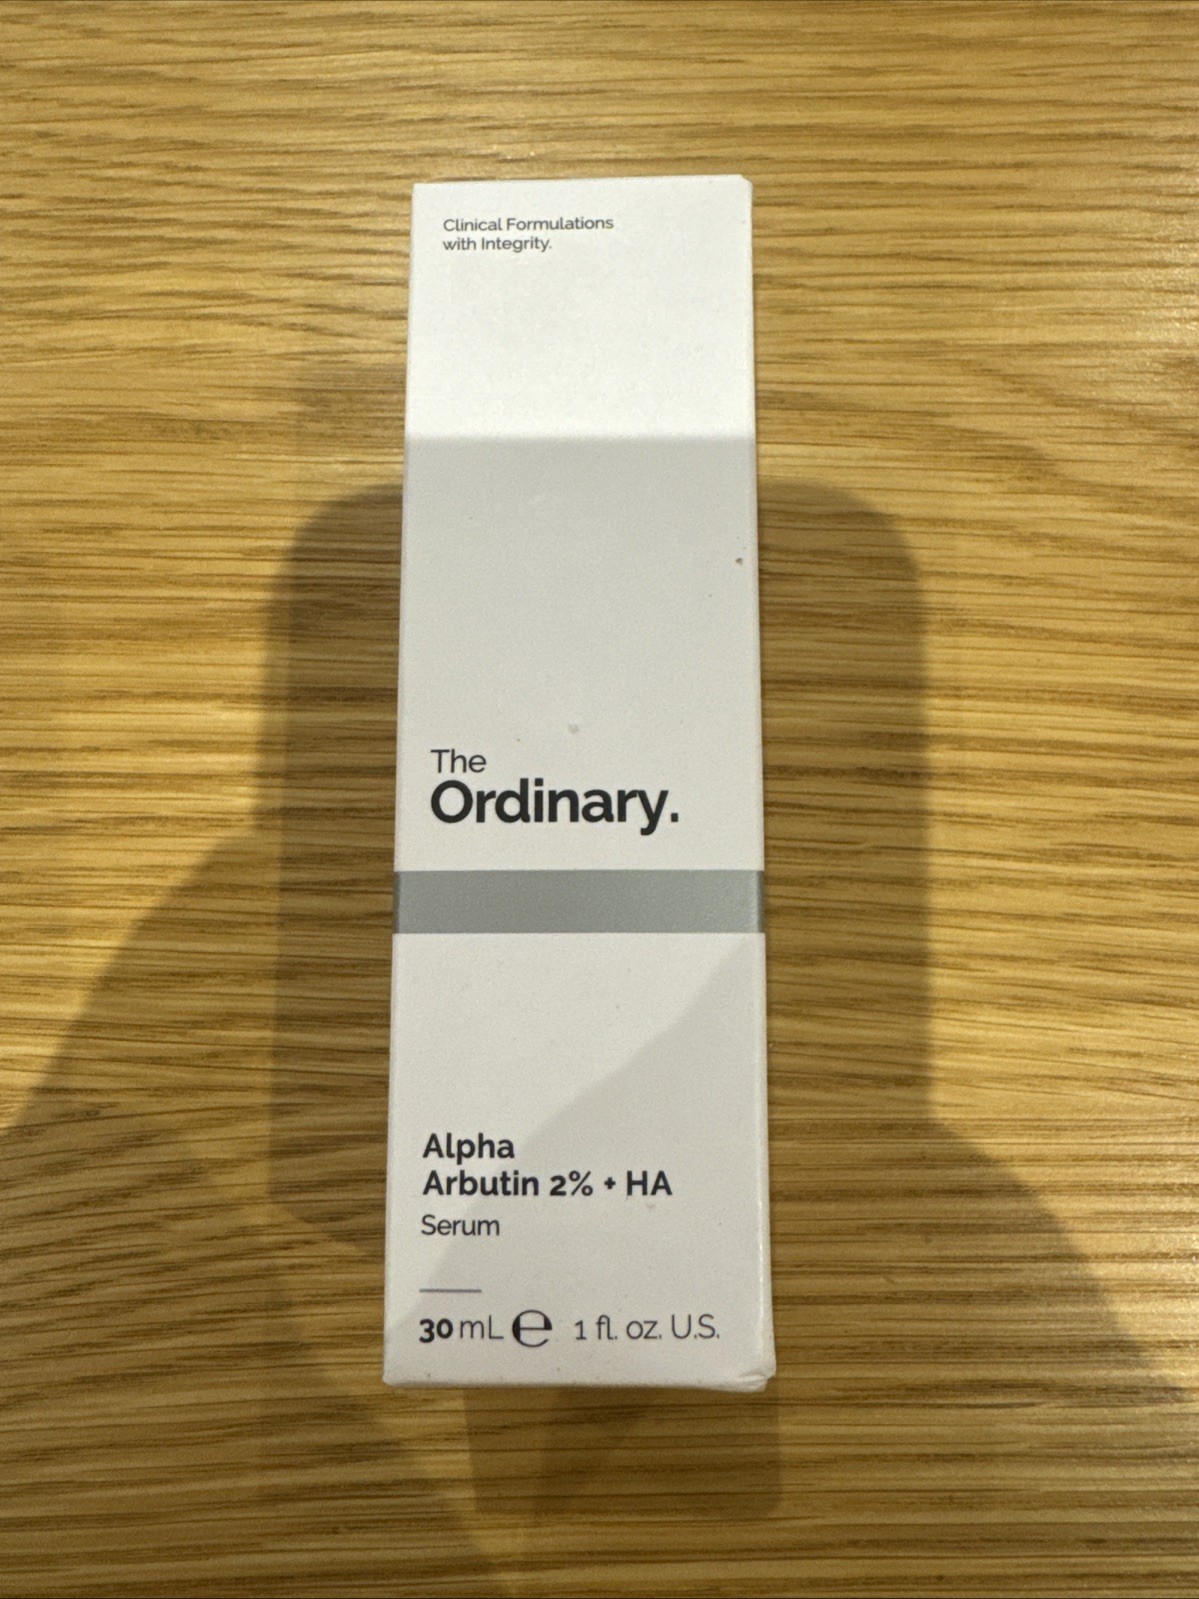 Clinical Formulations
with Integrity.
The
Ordinary.
Alpha
Arbutin 2% + HA
Serum
30 mL ℮ 1 fl. oz. U.S.